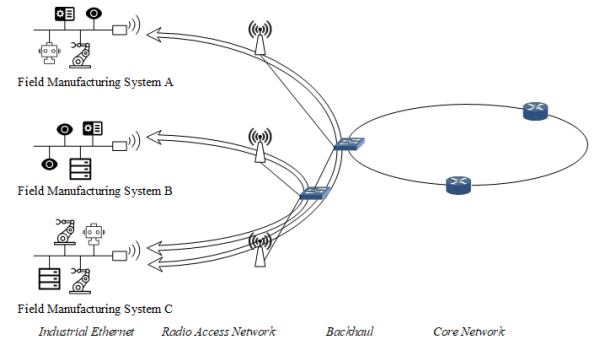 Field Manufacturing System A
Field Manufacturing System B
Field Manufacturing System C
Industrial Ethernet Radio Access Network Backhaul Core Network